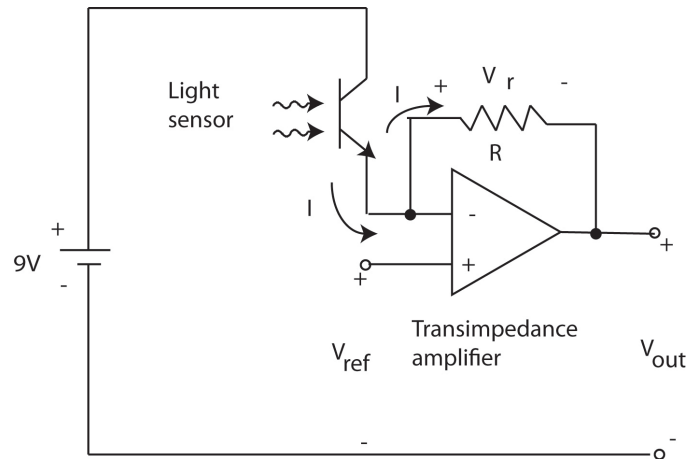 Light
sensor
I
+
V r
-
R
I
-
+
+
9V
-
+
+
Transimpedance
amplifier
V ref
V out
-
-